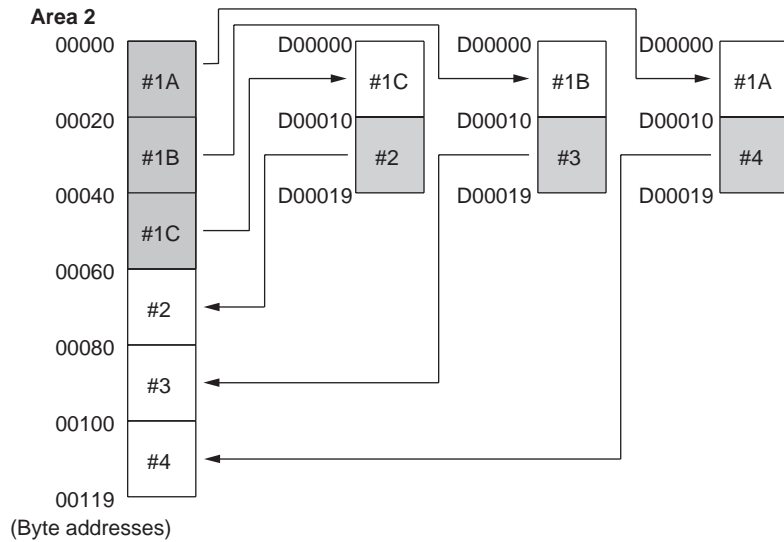 Area 2
00000
D00000
D00000
D00000
#1A
#1C
#1B
#1A
00020
D00010
D00010
D00010
#1B
#2
#3
#4
00040
D00019
D00019
D00019
#1C
00060
#2
00080
#3
00100
#4
00119
(Byte addresses)